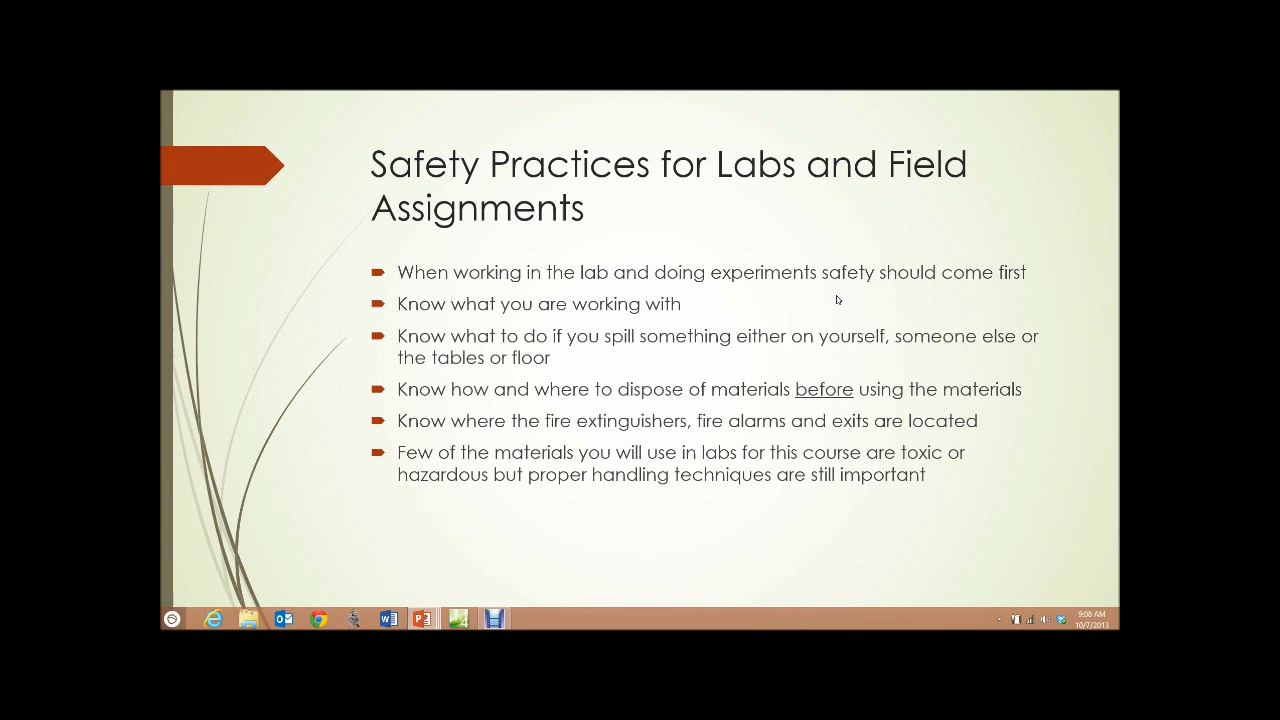 Safety Practices for Labs and Field
Assignments
When working in the lab and doing experiments safety should come first
Know what you are working with
Know what to do if you spill something either on yourself, someone else or
the tables or floor
Know how and where to dispose of materials before using the materials
Know where the fire extinguishers, fire alarms and exits are located
Few of the materials you will use in labs for this course are toxic or
hazardous but proper handling techniques are still important
9:08 AM
10/7/2013